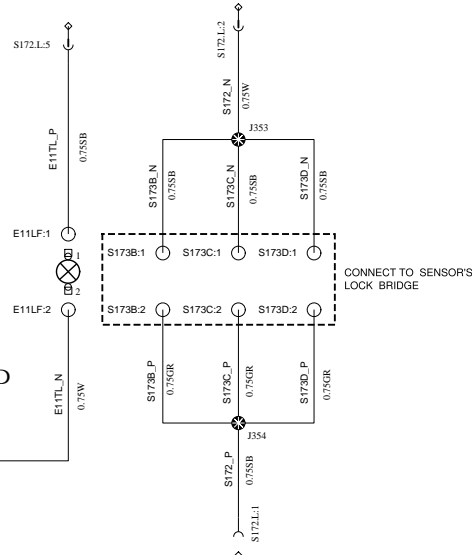 S172.L:5
S172.L:2
E11TL_P
0.75SB
S172_N
0.75W
J353
S173B_N
0.75SB
S173C_N
0.75SB
S173D_N
0.75SB
E11LF:1
1
2
E11LF:2
S173B:1
S173C:1
S173D:1
S173B:2
S173C:2
S173D:2
CONNECT TO SENSOR'S
LOCK BRIDGE
D
E11TL_N
0.75W
S173B_P
0.75GR
S173C_P
0.75GR
S173D_P
0.75GR
J354
S172_P
0.75SB
S172.L:1